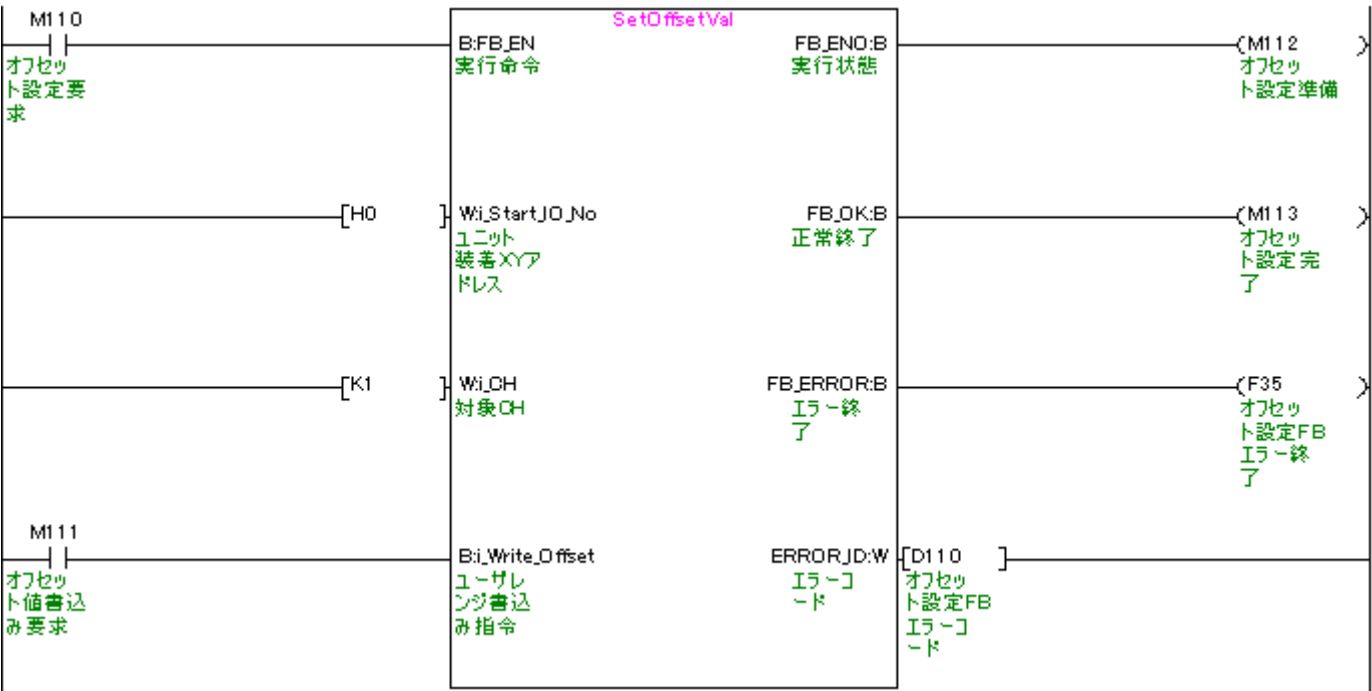 SetOffsetVal
M110
オフセッ
ト設定要
求
B:FB_EN
実行命令
FB_ENO:B
実行状態
M112
オフセッ
ト設定準備
H0
W:i_Start_IO_No
ユニット
装着XYア
ドレス
FB_OK:B
正常終了
M113
オフセッ
ト設定完
了
K1
W:i_CH
対象CH
FB_ERROR:B
エラー終
了
F35
オフセッ
ト設定FB
エラー終
了
M111
オフセッ
ト値書込
み要求
B:i_Write_Offset
ユーザレ
ンジ書込
み指令
ERROR_ID:W
エラーコ
ード
D110
オフセッ
ト設定FB
エラーコ
ード